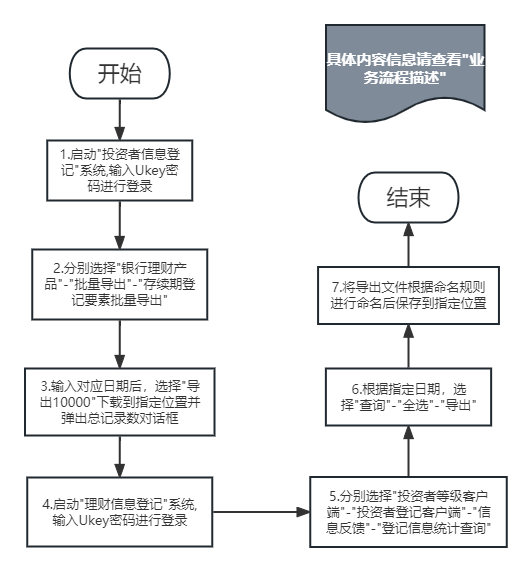 开始
1.启动"投资者信息登
记"系统,输入Ukey密
码进行登录
2.分别选择"银行理财产
品"-"批量导出"-"存续期登
记要素批量导出"
3.输入对应日期后，选择"导
出10000"下载到指定位置并
弹出总记录数对话框
4.启动"理财信息登记"系统,
输入Ukey密码进行登录
具体内容信息请查看"业
务流程描述"
结束
7.将导出文件根据命名规则
进行命名后保存到指定位置
6.根据指定日期，选
择"查询"-"全选"-"导出"
5.分别选择"投资者等级客户
端"-"投资者登记客户端"-"信
息反馈"-"登记信息统计查询"